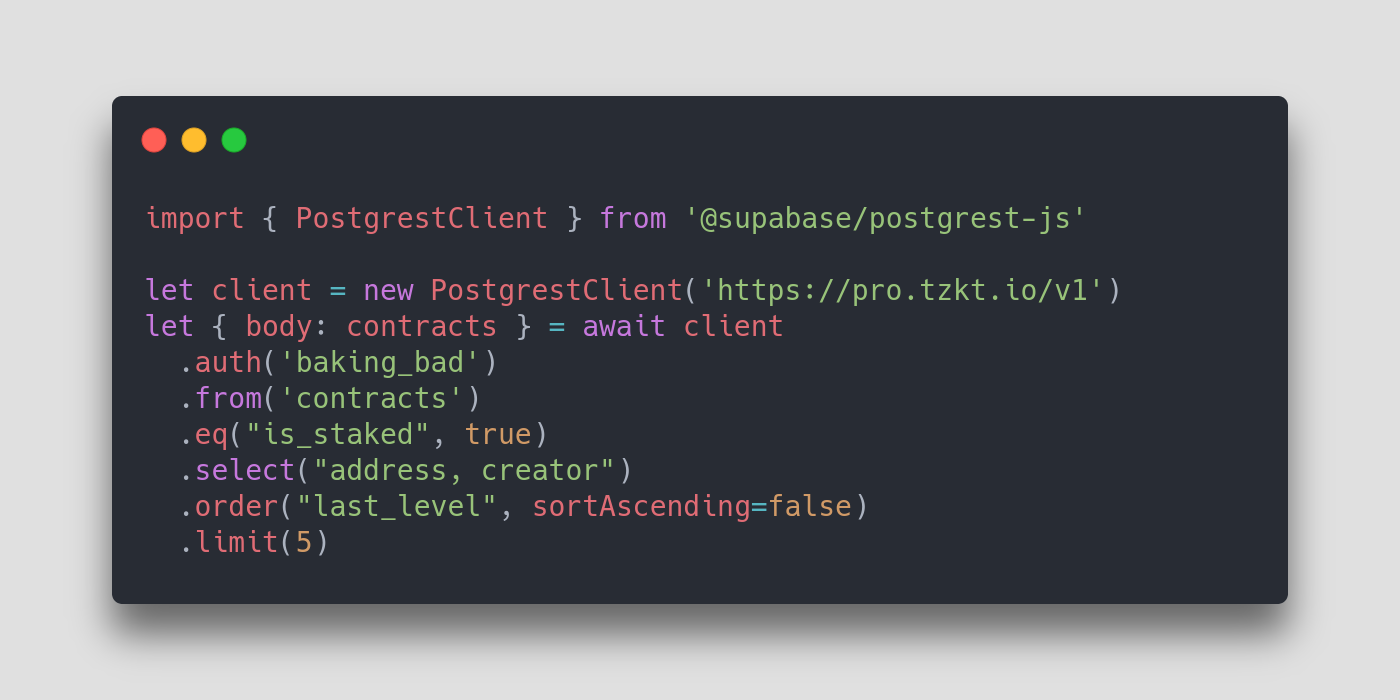 import { PostgrestClient } from '@supabase/postgrest-js'

let client = new PostgrestClient('https://pro.tzkt.io/v1')
let { body: contracts } = await client
  .auth('baking_bad')
  .from('contracts')
  .eq("is_staked", true)
  .select("address, creator")
  .order("last_level", sortAscending=false)
  .limit(5)